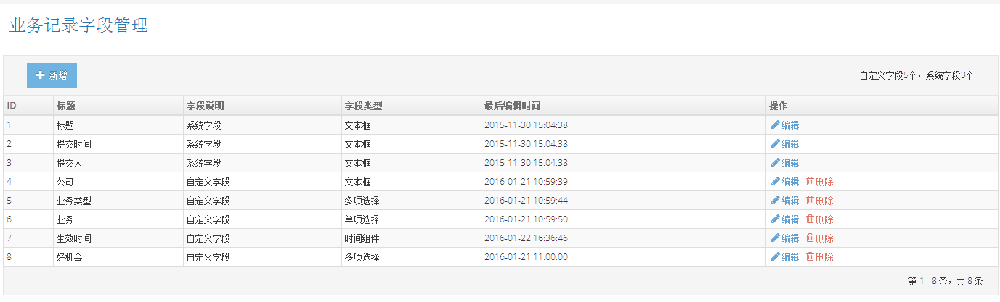 业务记录字段管理
新增 自定义字段5个，系统字段3个
ID 标题 字段说明 字段类型 最后编辑时间 操作
1 标题 系统字段 文本框 2015-11-30 15:04:38 编辑
2 提交时间 系统字段 文本框 2015-11-30 15:04:38 编辑
3 提交人 系统字段 文本框 2015-11-30 15:04:38 编辑
4 公司 自定义字段 文本框 2016-01-21 10:59:39 编辑 删除
5 业务类型 自定义字段 多项选择 2016-01-21 10:59:44 编辑 删除
6 业务 自定义字段 单项选择 2016-01-21 10:59:50 编辑 删除
7 生效时间 自定义字段 时间组件 2016-01-22 16:36:46 编辑 删除
8 好机会· 自定义字段 多项选择 2016-01-21 11:00:00 编辑 删除
第 1 - 8 条，共 8 条